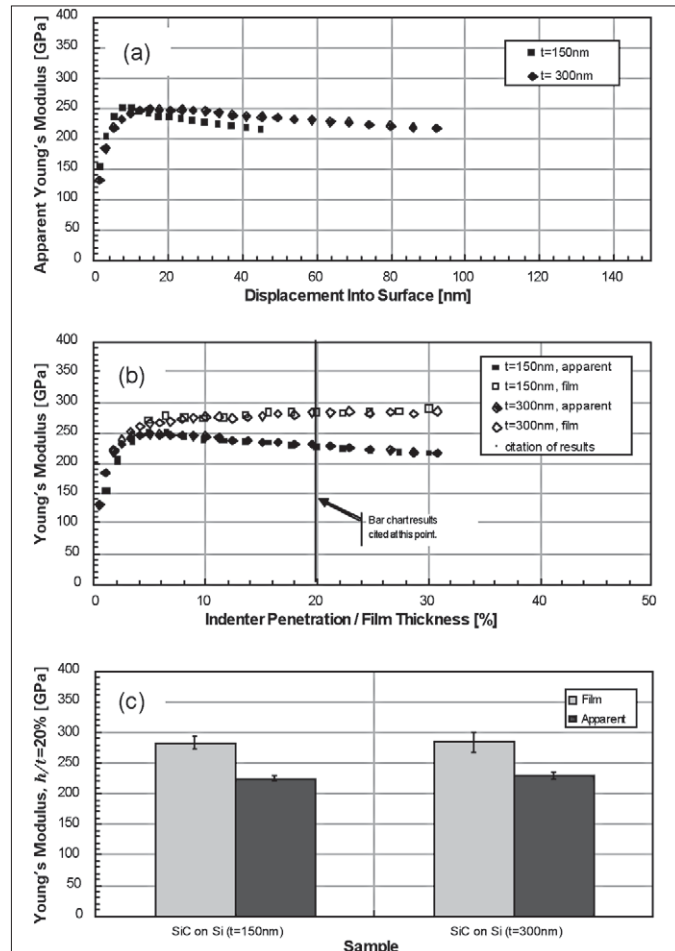 400
350
300
250
200
150
100
50
0
Apparent Young's Modulus [GPa]
(a)
t=150nm
t= 300nm
0 20 40 60 80 100 120 140
Displacement Into Surface [nm]
400
350
300
250
200
150
100
50
0
Young's Modulus [GPa]
(b)
t=150nm, apparent
t=150nm, film
t=300nm, apparent
t=300nm, film
citation of results
Bar chart results
cited at this point.
0 10 20 30 40 50
Indenter Penetration / Film Thickness [%]
400
350
300
250
200
150
100
50
0
Young's Modulus, h/t=20% [GPa]
(c)
Film
Apparent
SiC on Si (t=150nm) SiC on Si (t=300nm)
Sample